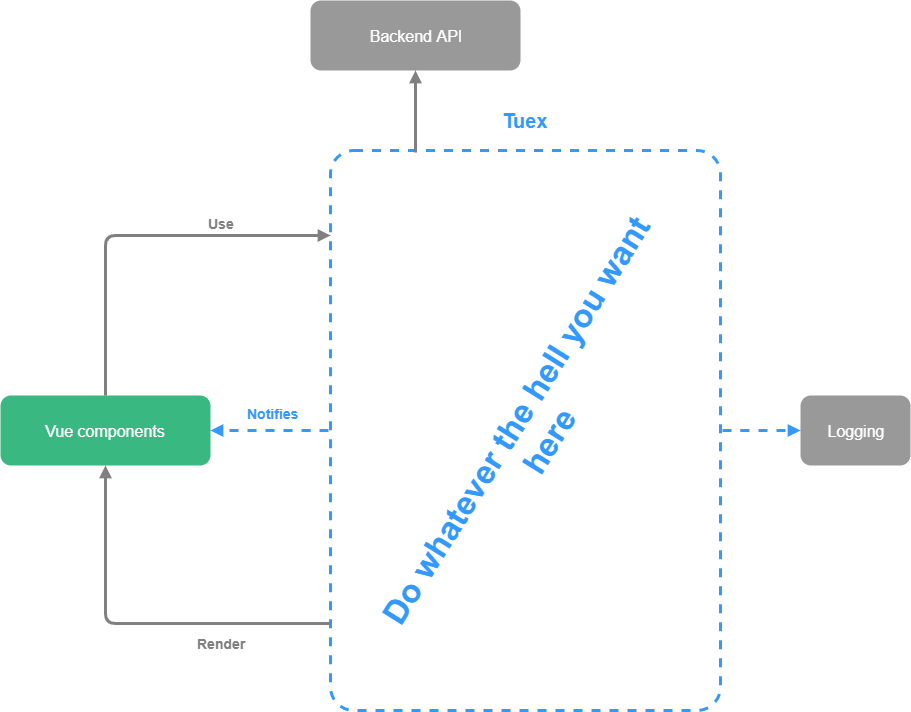 Backend API
Tuex
Use
Do whatever the hell you want
here
Vue components
Notifies
Logging
Render